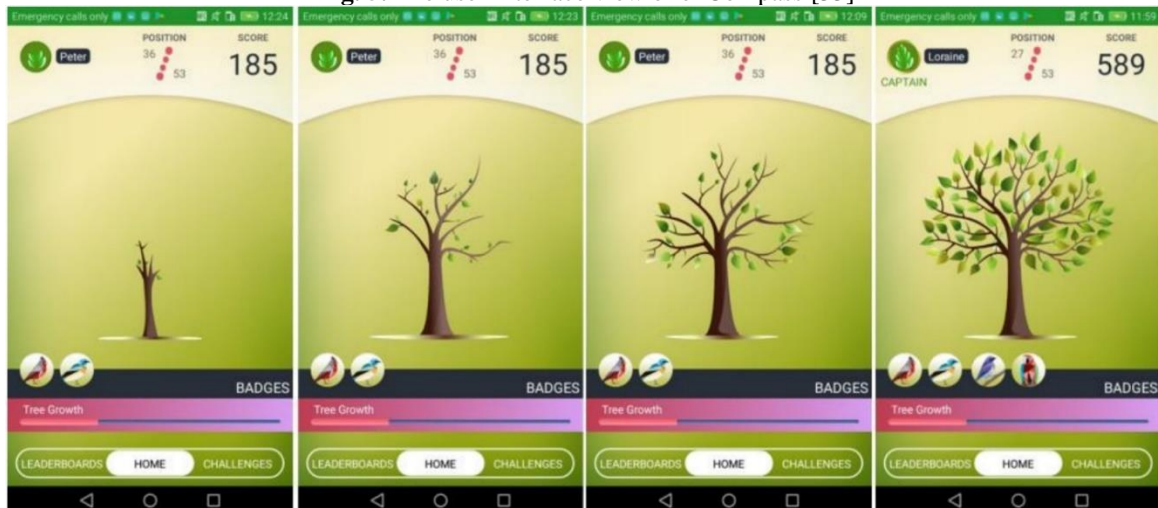 Emergency calls only 12:24
POSITION SCORE
Peter 36 53 185
BADGES
Tree Growth
LEADERBOARDS HOME CHALLENGES
Emergency calls only 12:23
POSITION SCORE
Peter 36 53 185
BADGES
Tree Growth
LEADERBOARDS HOME CHALLENGES
Emergency calls only 12:09
POSITION SCORE
Peter 36 53 185
BADGES
Tree Growth
LEADERBOARDS HOME CHALLENGES
Emergency calls only 11:59
POSITION SCORE
Loraine 27 53 589
CAPTAIN
BADGES
Tree Growth
LEADERBOARDS HOME CHALLENGES